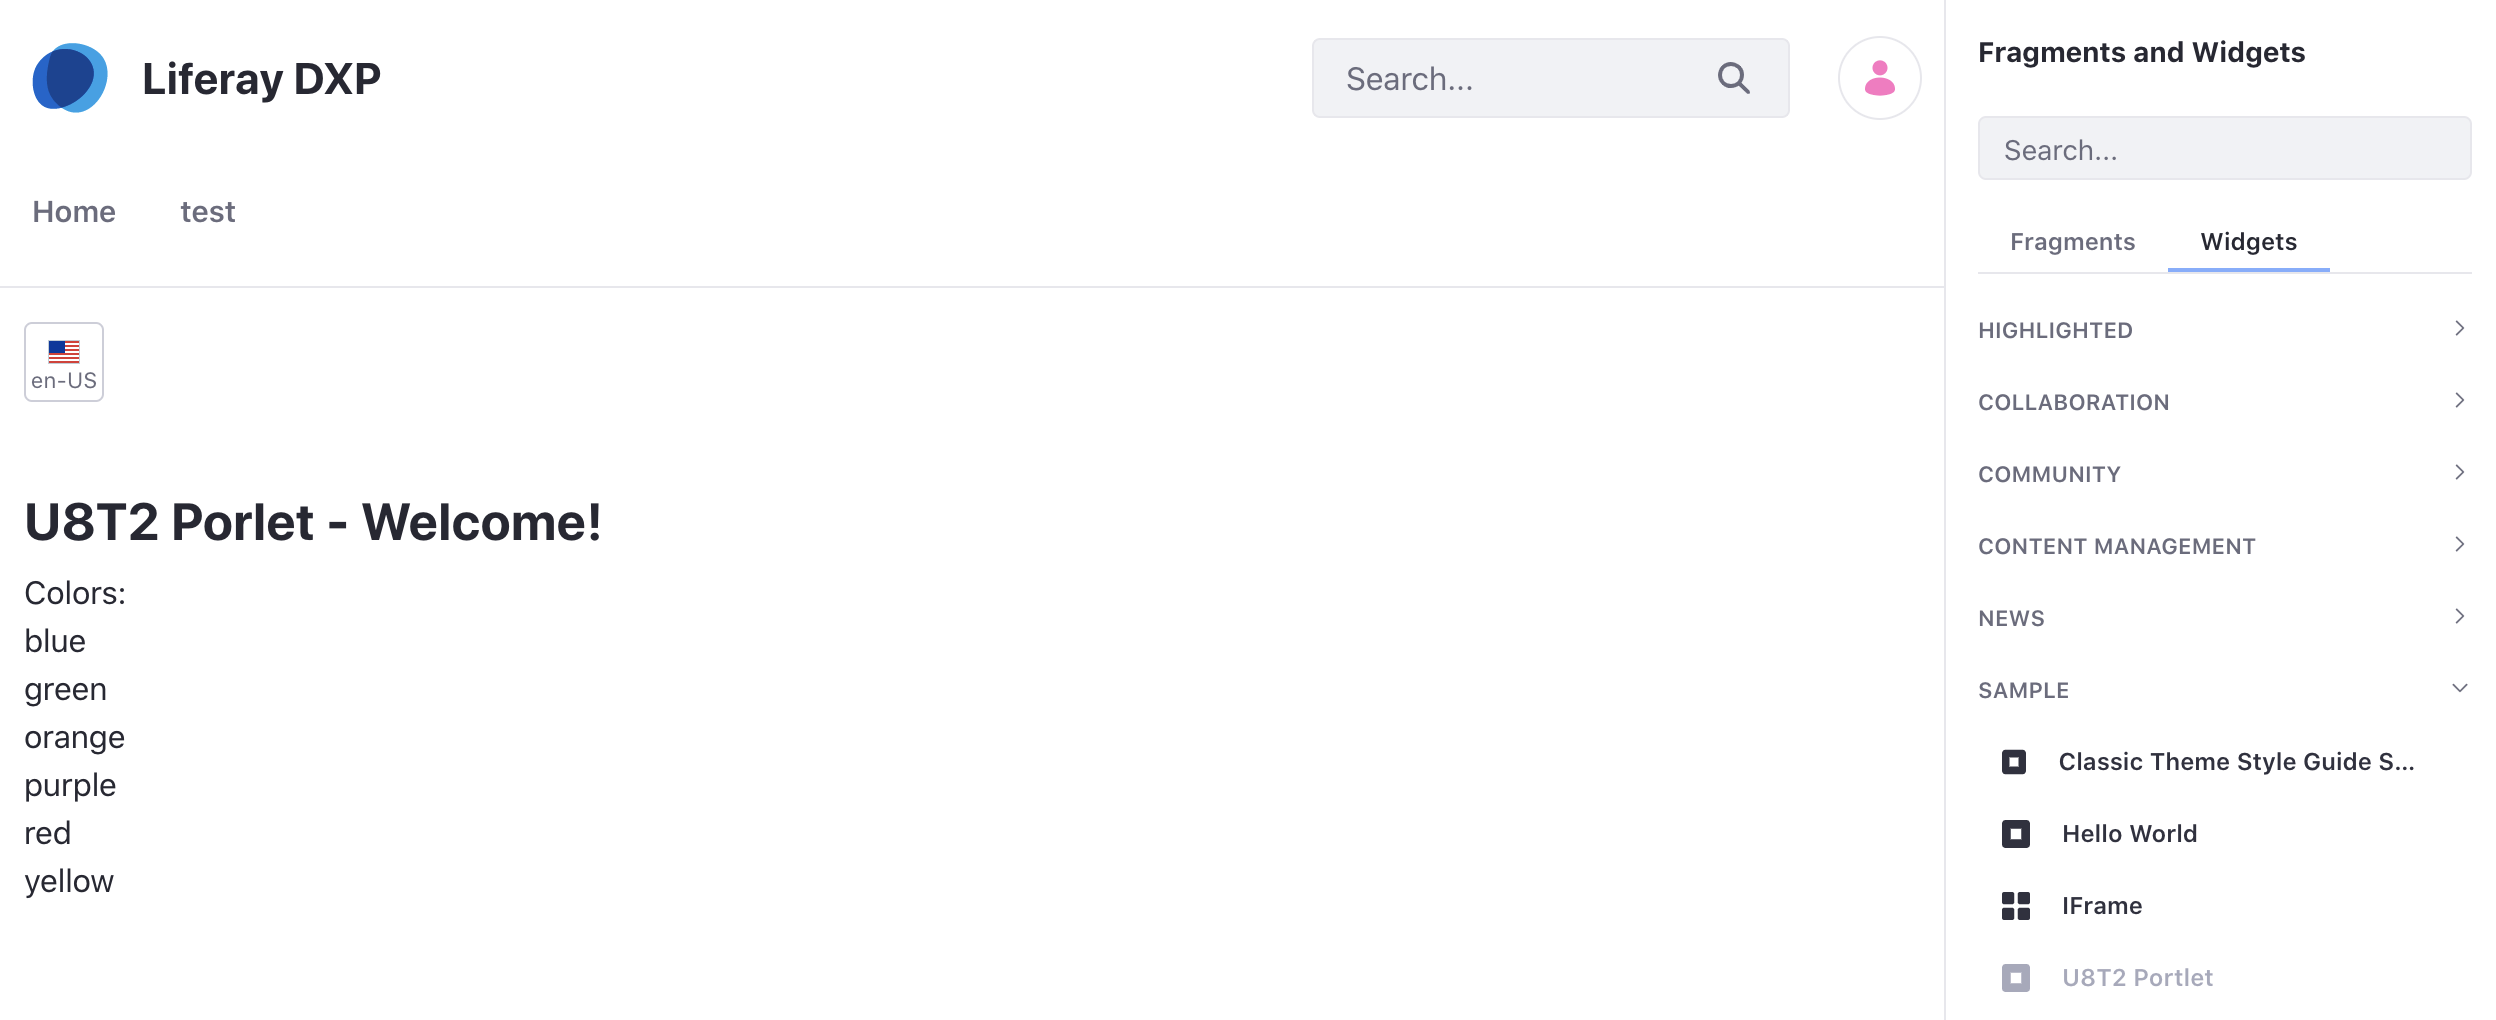 Liferay DXP
Search...
Home
test
en-US
U8T2 Porlet - Welcome!
Colors:
blue
green
orange
purple
red
yellow
Fragments and Widgets
Search...
Fragments
Widgets
HIGHLIGHTED
COLLABORATION
COMMUNITY
CONTENT MANAGEMENT
NEWS
SAMPLE
Classic Theme Style Guide S...
Hello World
IFrame
U8T2 Portlet